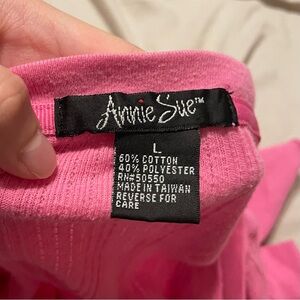 Annie Sue™
L
60% COTTON
40% POLYESTER
RN#50550
MADE IN TAIWAN
REVERSE FOR
CARE